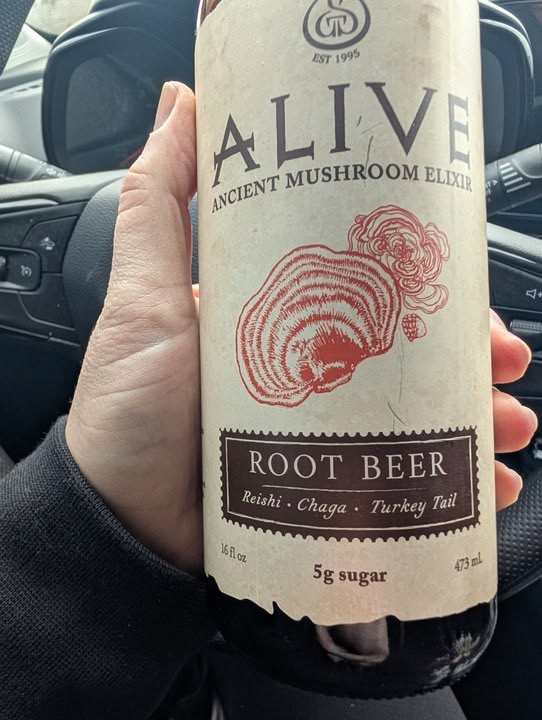 EST 1995
ALIVE
ANCIENT MUSHROOM ELIXIR
ROOT BEER
Reishi · Chaga · Turkey Tail
16 fl oz
5g sugar
473 mL